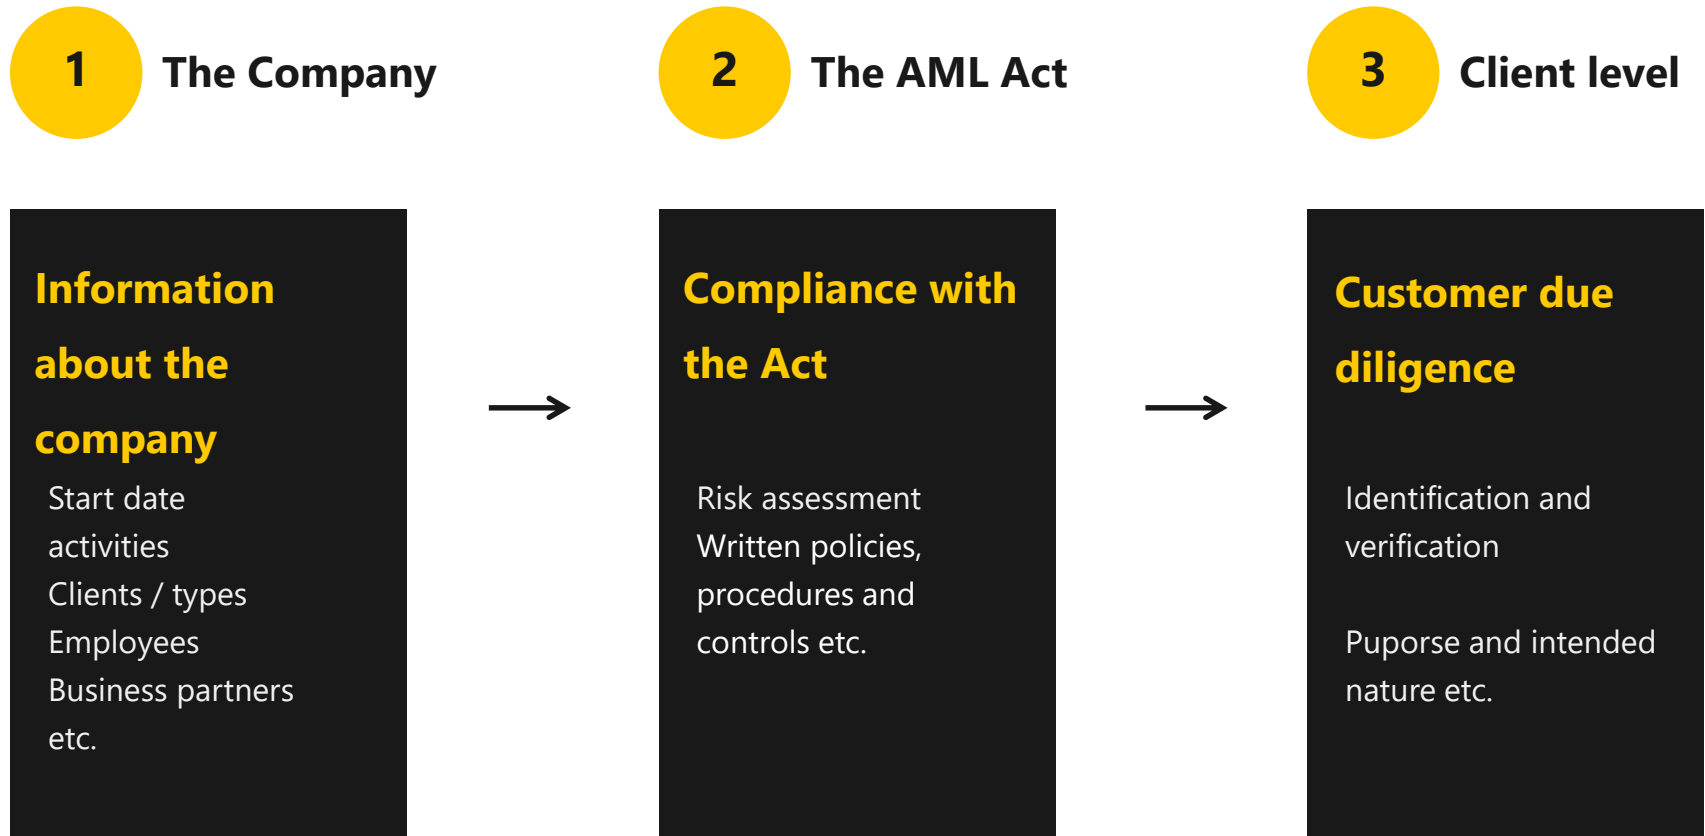 1
The Company
Information
about the
company
Start date
activities
Clients / types
Employees
Business partners
etc.
2
The AML Act
Compliance with
the Act
Risk assessment
Written policies,
procedures and
controls etc.
3
Client level
Customer due
diligence
Identification and
verification
Puporse and intended
nature etc.